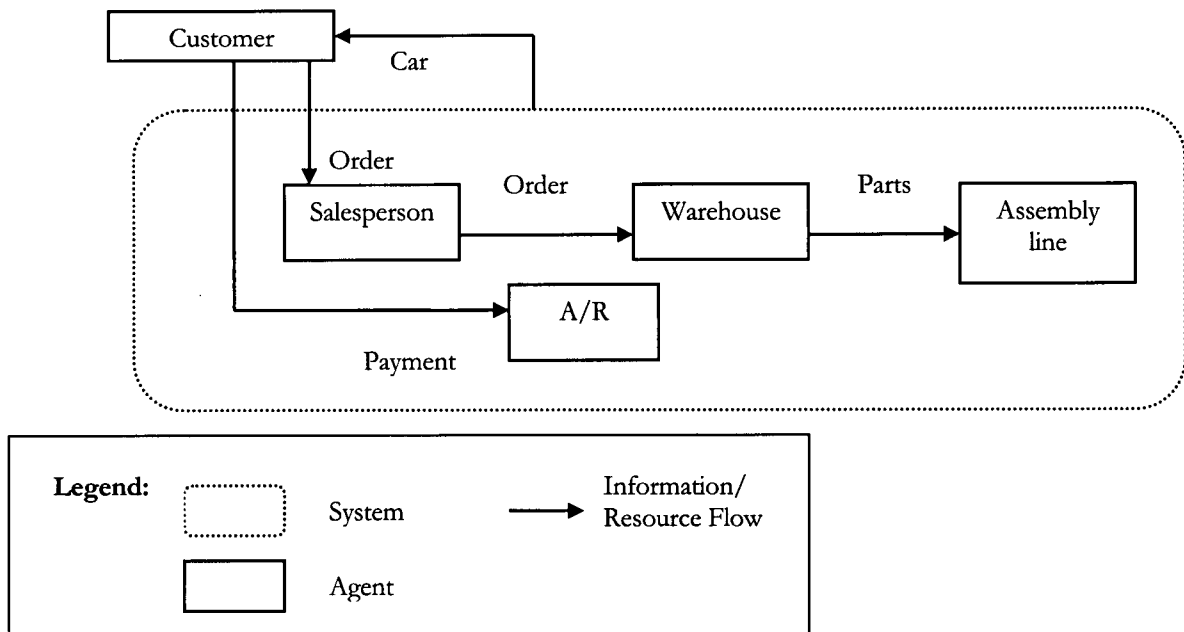 Customer
Car
Order
Order
Parts
Salesperson
Warehouse
Assembly
line
A/R
Payment
Legend:
System
Information/
Resource Flow
Agent